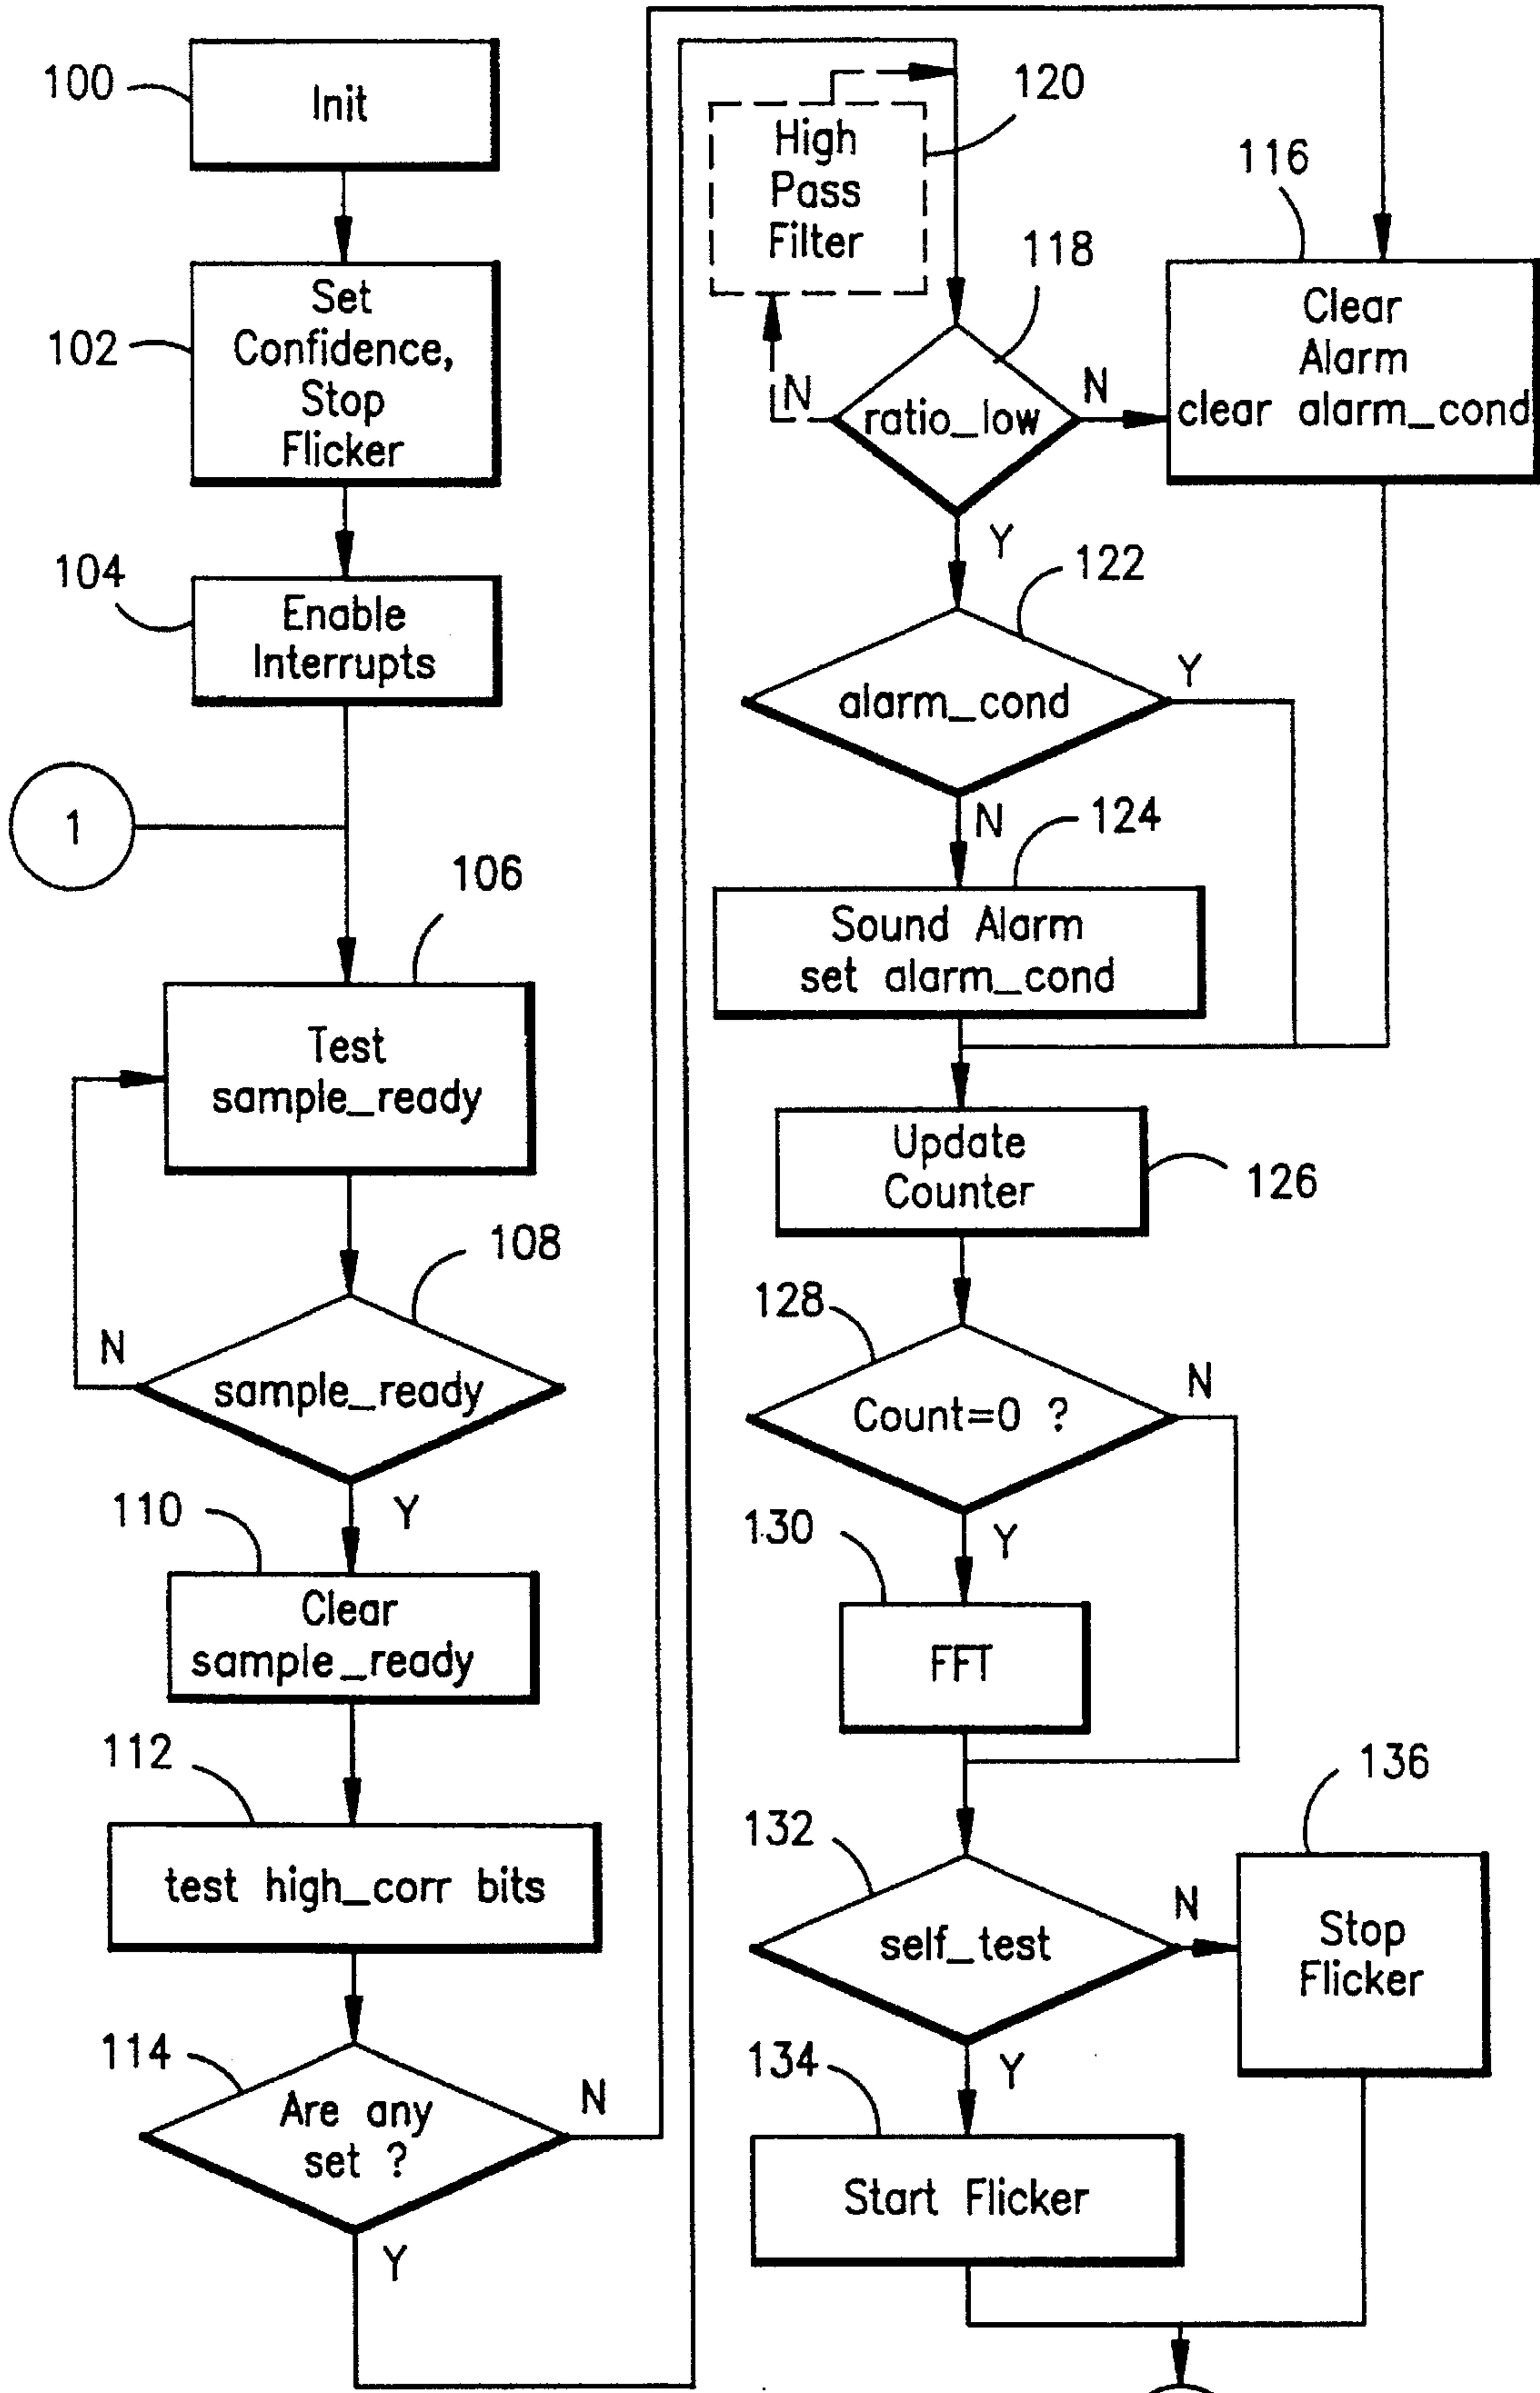 100
Init
102
Set
Confidence,
Stop
Flicker
104
Enable
Interrupts
1
106
Test
sample_ready
108
N
sample_ready
Y
110
Clear
sample_ready
112
test high_corr bits
114
Are any
set ?
N
Y
120
High
Pass
Filter
116
Clear
Alarm
clear alarm_cond
118
N
ratio_low
N
Y
122
alarm_cond
Y
N
124
Sound Alarm
set alarm_cond
Update
Counter
126
128
Count=0 ?
N
130
Y
FFT
132
self_test
N
136
Stop
Flicker
134
Y
Start Flicker